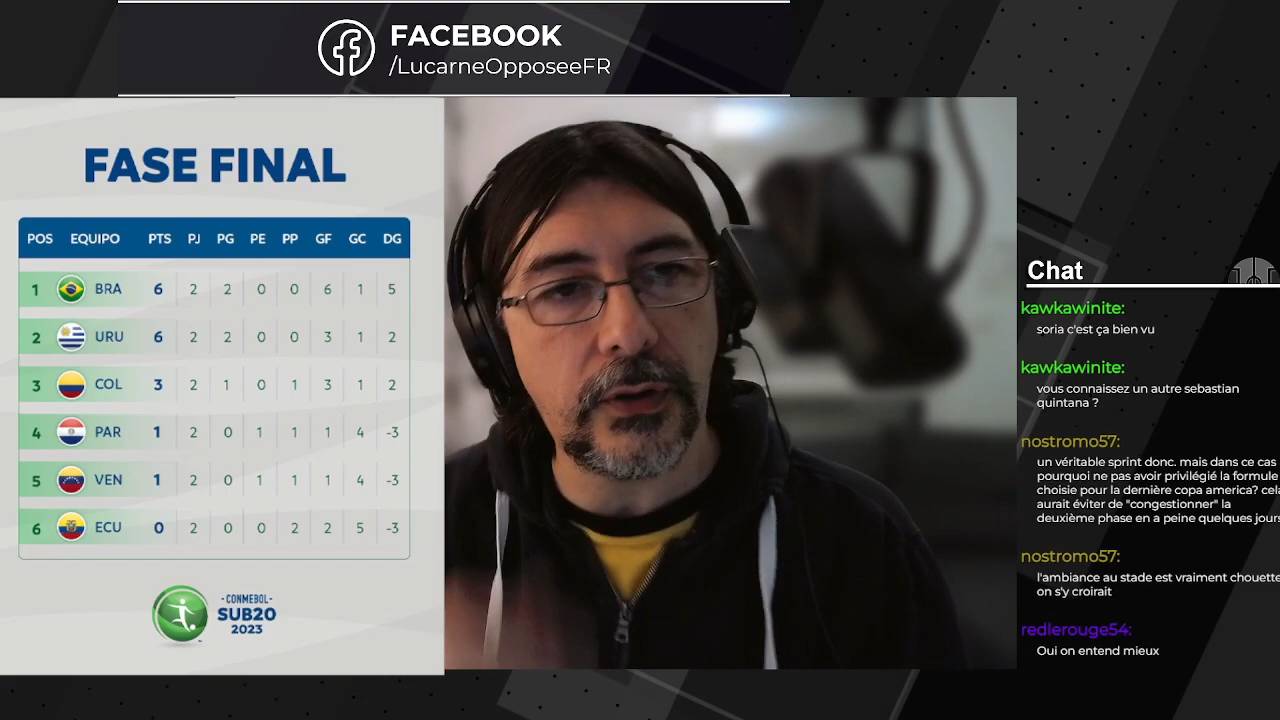 FACEBOOK
/LucarneOpposeeFR
FASE FINAL
POS EQUIPO PTS PJ PG PE PP GF GC DG
1 BRA 6 2 2 0 0 6 1 5
2 URU 6 2 2 0 0 3 1 2
3 COL 3 2 1 0 1 3 1 2
4 PAR 1 2 0 1 1 1 4 -3
5 VEN 1 2 0 1 1 1 4 -3
6 ECU 0 2 0 0 2 2 5 -3
-CONMEBOL-
SUB20
2023
Chat
kawkawinite:
soria c'est ça bien vu
kawkawinite:
vous connaissez un autre sebastian
quintana ?
nostromo57:
un véritable sprint donc. mais dans ce cas
pourquoi ne pas avoir privilégié la formule
choisie pour la dernière copa america? cela
aurait éviter de "congestionner" la
deuxième phase en a peine quelques jours
nostromo57:
l'ambiance au stade est vraiment chouette
on s'y croirait
redlerouge54:
Oui on entend mieux